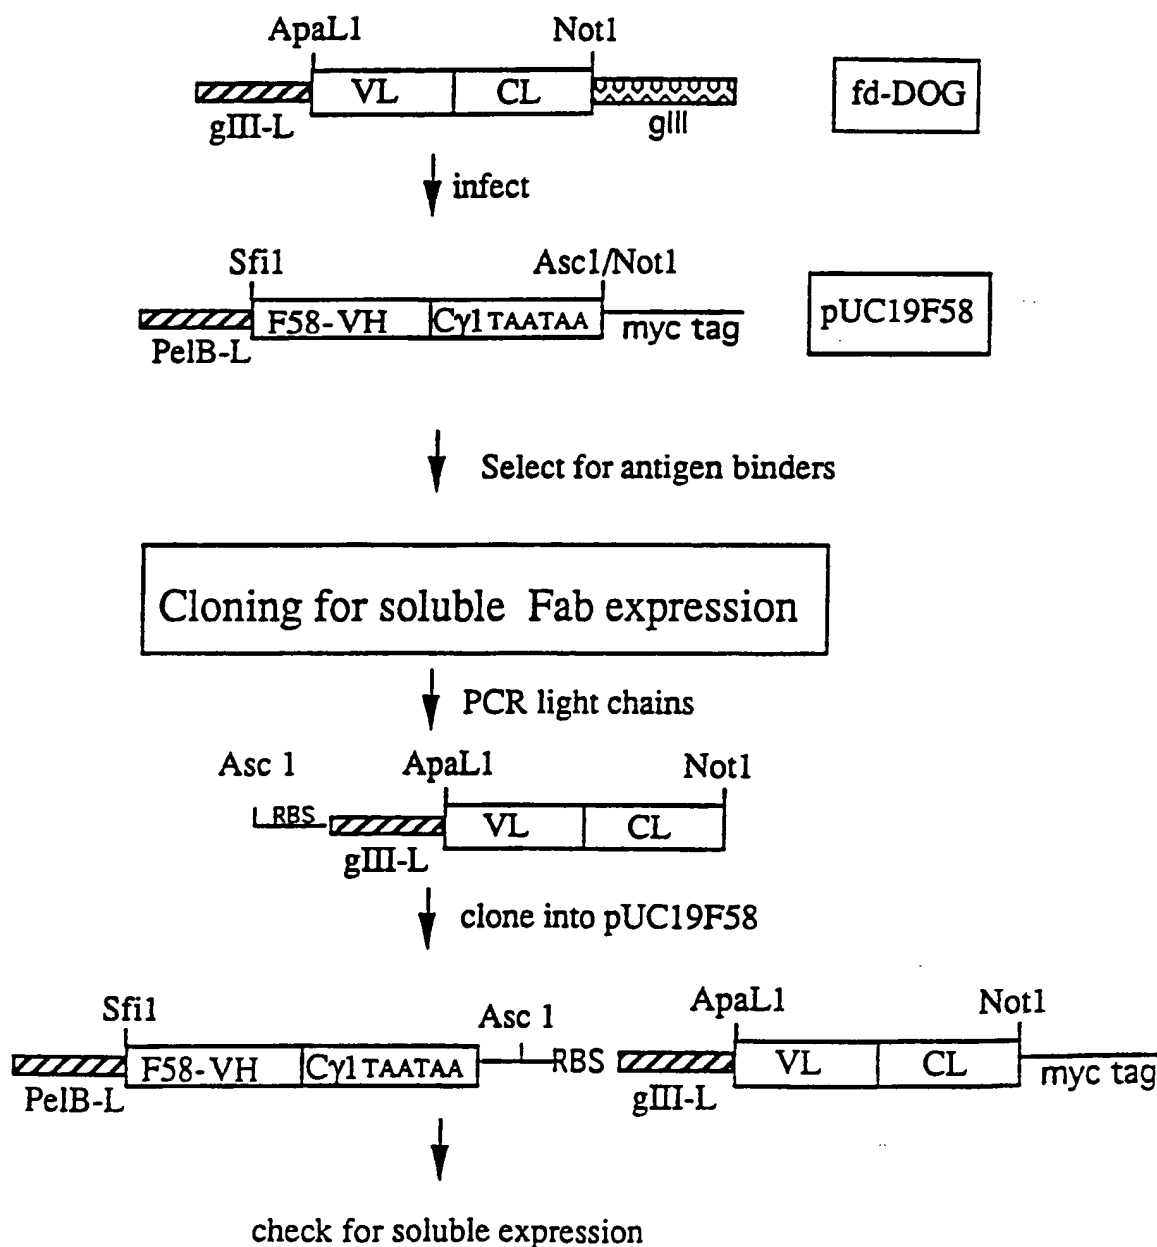 ApaL1 Not1
VL CL fd-DOG
gIII-L gIII
infect
Sfi1 Asc1/Not1
F58-VH Cγ1 TAATAA pUC19F58
PelB-L myc tag
Select for antigen binders
Cloning for soluble Fab expression
PCR light chains
Asc 1 ApaL1 Not1
RBS VL CL
gIII-L
clone into pUC19F58
Sfi1 Asc 1 ApaL1 Not1
F58-VH Cγ1 TAATAA RBS VL CL
PelB-L gIII-L myc tag
check for soluble expression